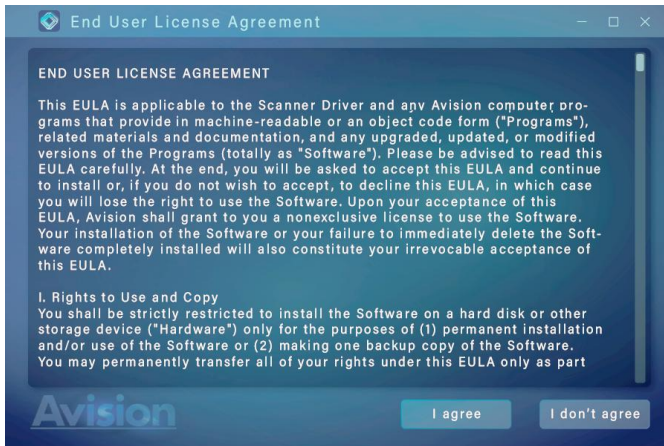 End User License Agreement
END USER LICENSE AGREEMENT
This EULA is applicable to the Scanner Driver and any Avision computer pro-
grams that provide in machine-readable or an object code form ("Programs"),
related materials and documentation, and any upgraded, updated, or modified
versions of the Programs (totally as "Software"). Please be advised to read this
EULA carefully. At the end, you will be asked to accept this EULA and continue
to install or, if you do not wish to accept, to decline this EULA, in which case
you will lose the right to use the Software. Upon your acceptance of this
EULA, Avision shall grant to you a nonexclusive license to use the Software.
Your installation of the Software or your failure to immediately delete the Soft-
ware completely installed will also constitute your irrevocable acceptance of
this EULA.
I. Rights to Use and Copy
You shall be strictly restricted to install the Software on a hard disk or other
storage device ("Hardware") only for the purposes of (1) permanent installation
and/or use of the Software or (2) making one backup copy of the Software.
You may permanently transfer all of your rights under this EULA only as part
Avision
I agree
I don't agree